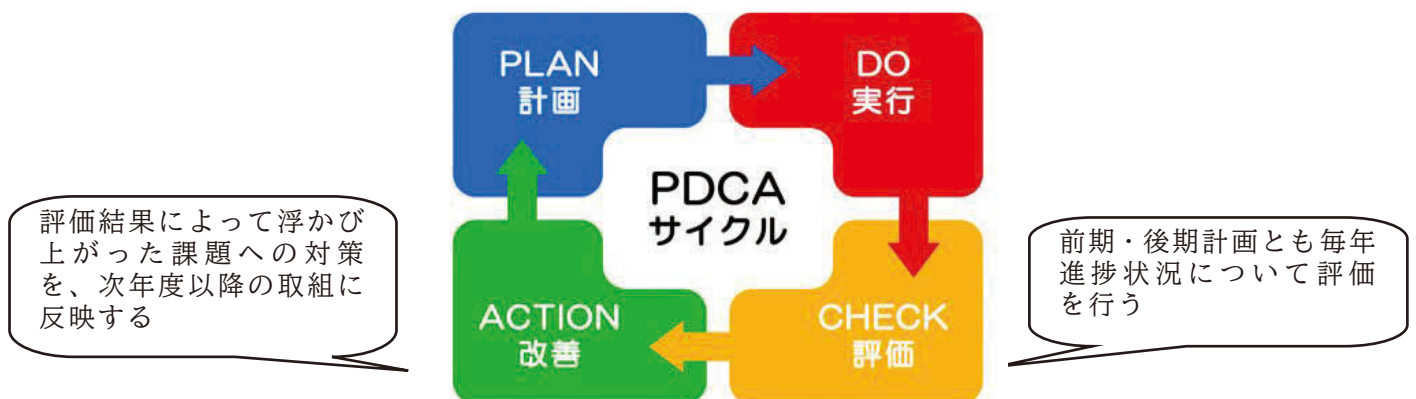 PLAN
計画
DO
実行
PDCA
サイクル
評価結果によって浮かび
上がった課題への対策
を、次年度以降の取組に
反映する
前期・後期計画とも毎年
進捗状況について評価
を行う
ACTION
改善
CHECK
評価